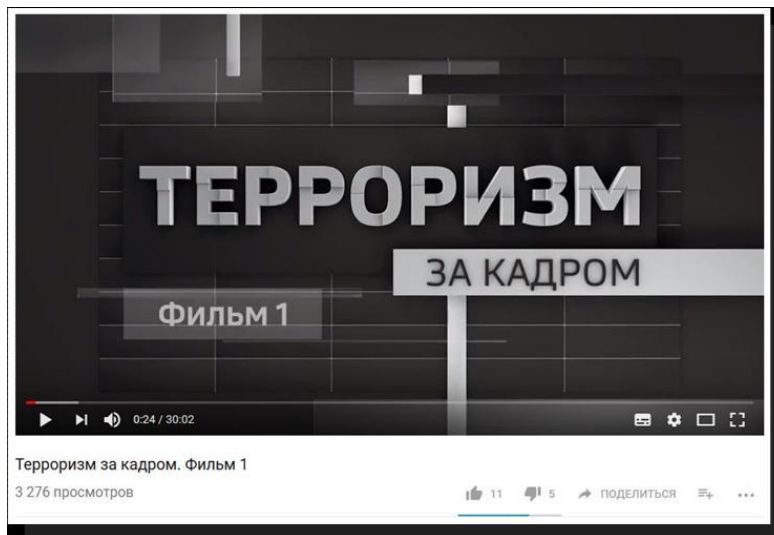 ТЕРРОРИЗМ
ЗА КАДРОМ
Фильм 1
0:24 / 30:02
Терроризм за кадром. Фильм 1
3 276 просмотров
11
5
ПОДЕЛИТЬСЯ